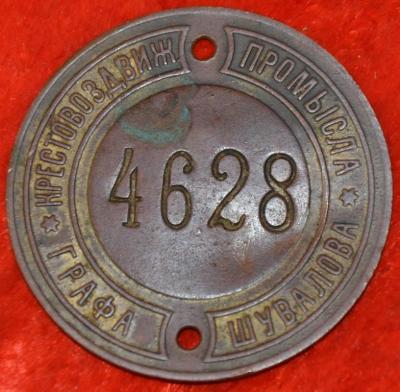 КРЕСТОВОЗДВИЖ
ПРОМЫСЛА
4628
ГРАФА
ШУВАЛОВА